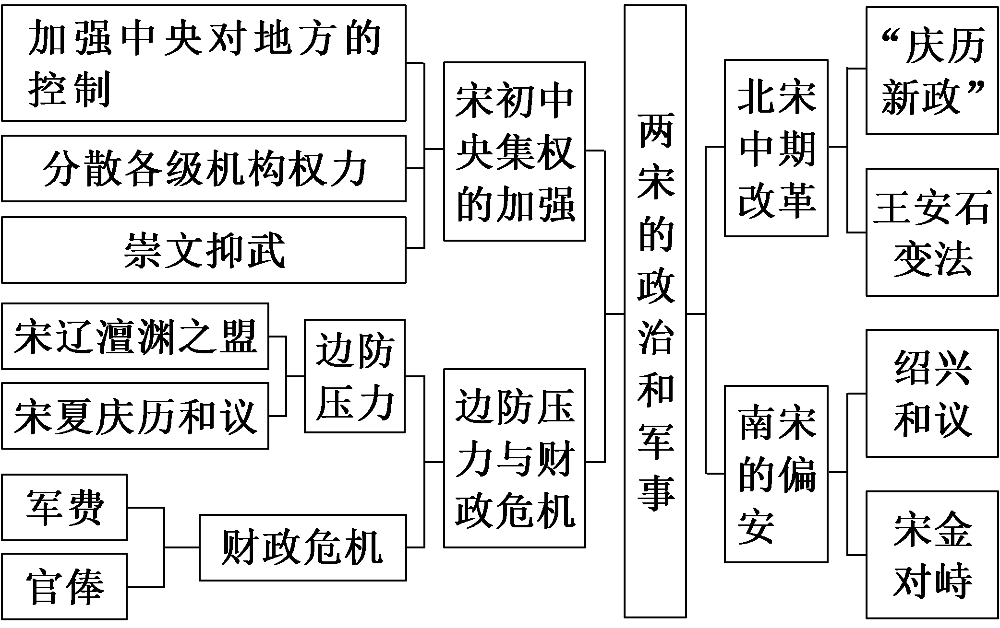 加强中央对地方的
控制
分散各级机构权力
崇文抑武
宋初中
央集权
的加强
宋辽澶渊之盟
宋夏庆历和议
边防
压力
军费
官俸
财政危机
边防压
力与财
政危机
两宋的政治和军事
北宋
中期
改革
“庆历
新政”
王安石
变法
南宋
的偏
安
绍兴
和议
宋金
对峙